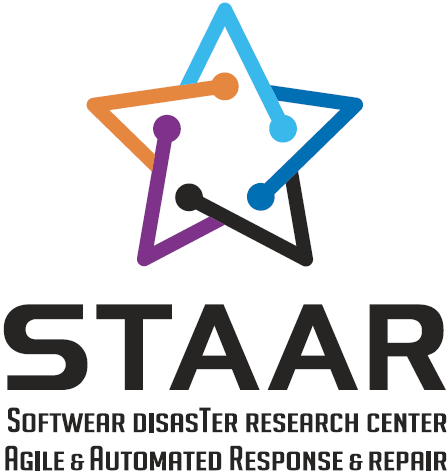 STAAR
SOFTWEAR DISASTER RESEARCH CENTER
AGILE & AUTOMATED RESPONSE & REPAIR